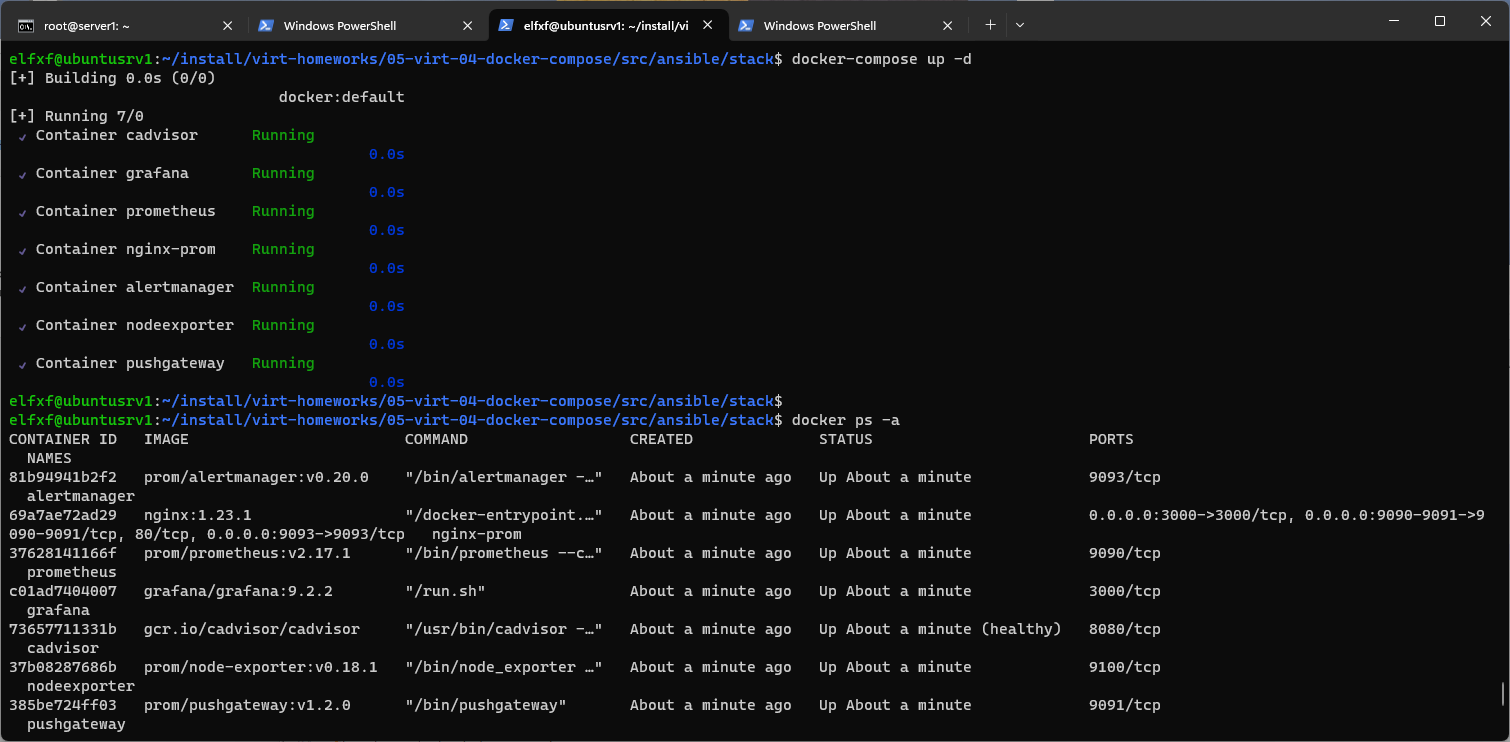 root@server1: ~
Windows PowerShell
elfxf@ubuntusrv1: ~/install/vi
Windows PowerShell
elfxf@ubuntusrv1:~/install/virt-homeworks/05-virt-04-docker-compose/src/ansible/stack$ docker-compose up -d
[+] Building 0.0s (0/0)
docker:default
[+] Running 7/0
✓ Container cadvisor Running
0.0s
✓ Container grafana Running
0.0s
✓ Container prometheus Running
0.0s
✓ Container nginx-prom Running
0.0s
✓ Container alertmanager Running
0.0s
✓ Container nodeexporter Running
0.0s
✓ Container pushgateway Running
0.0s
elfxf@ubuntusrv1:~/install/virt-homeworks/05-virt-04-docker-compose/src/ansible/stack$
elfxf@ubuntusrv1:~/install/virt-homeworks/05-virt-04-docker-compose/src/ansible/stack$ docker ps -a
CONTAINER ID IMAGE COMMAND CREATED STATUS PORTS
NAMES
81b94941b2f2 prom/alertmanager:v0.20.0 "/bin/alertmanager -…" About a minute ago Up About a minute 9093/tcp
alertmanager
69a7ae72ad29 nginx:1.23.1 "/docker-entrypoint.…" About a minute ago Up About a minute 0.0.0.0:3000->3000/tcp, 0.0.0.0:9090-9091->9
090-9091/tcp, 80/tcp, 0.0.0.0:9093->9093/tcp nginx-prom
37628141166f prom/prometheus:v2.17.1 "/bin/prometheus --c…" About a minute ago Up About a minute 9090/tcp
prometheus
c01ad7404007 grafana/grafana:9.2.2 "/run.sh" About a minute ago Up About a minute 3000/tcp
grafana
73657711331b gcr.io/cadvisor/cadvisor "/usr/bin/cadvisor -…" About a minute ago Up About a minute (healthy) 8080/tcp
cadvisor
37b08287686b prom/node-exporter:v0.18.1 "/bin/node_exporter …" About a minute ago Up About a minute 9100/tcp
nodeexporter
385be724ff03 prom/pushgateway:v1.2.0 "/bin/pushgateway" About a minute ago Up About a minute 9091/tcp
pushgateway